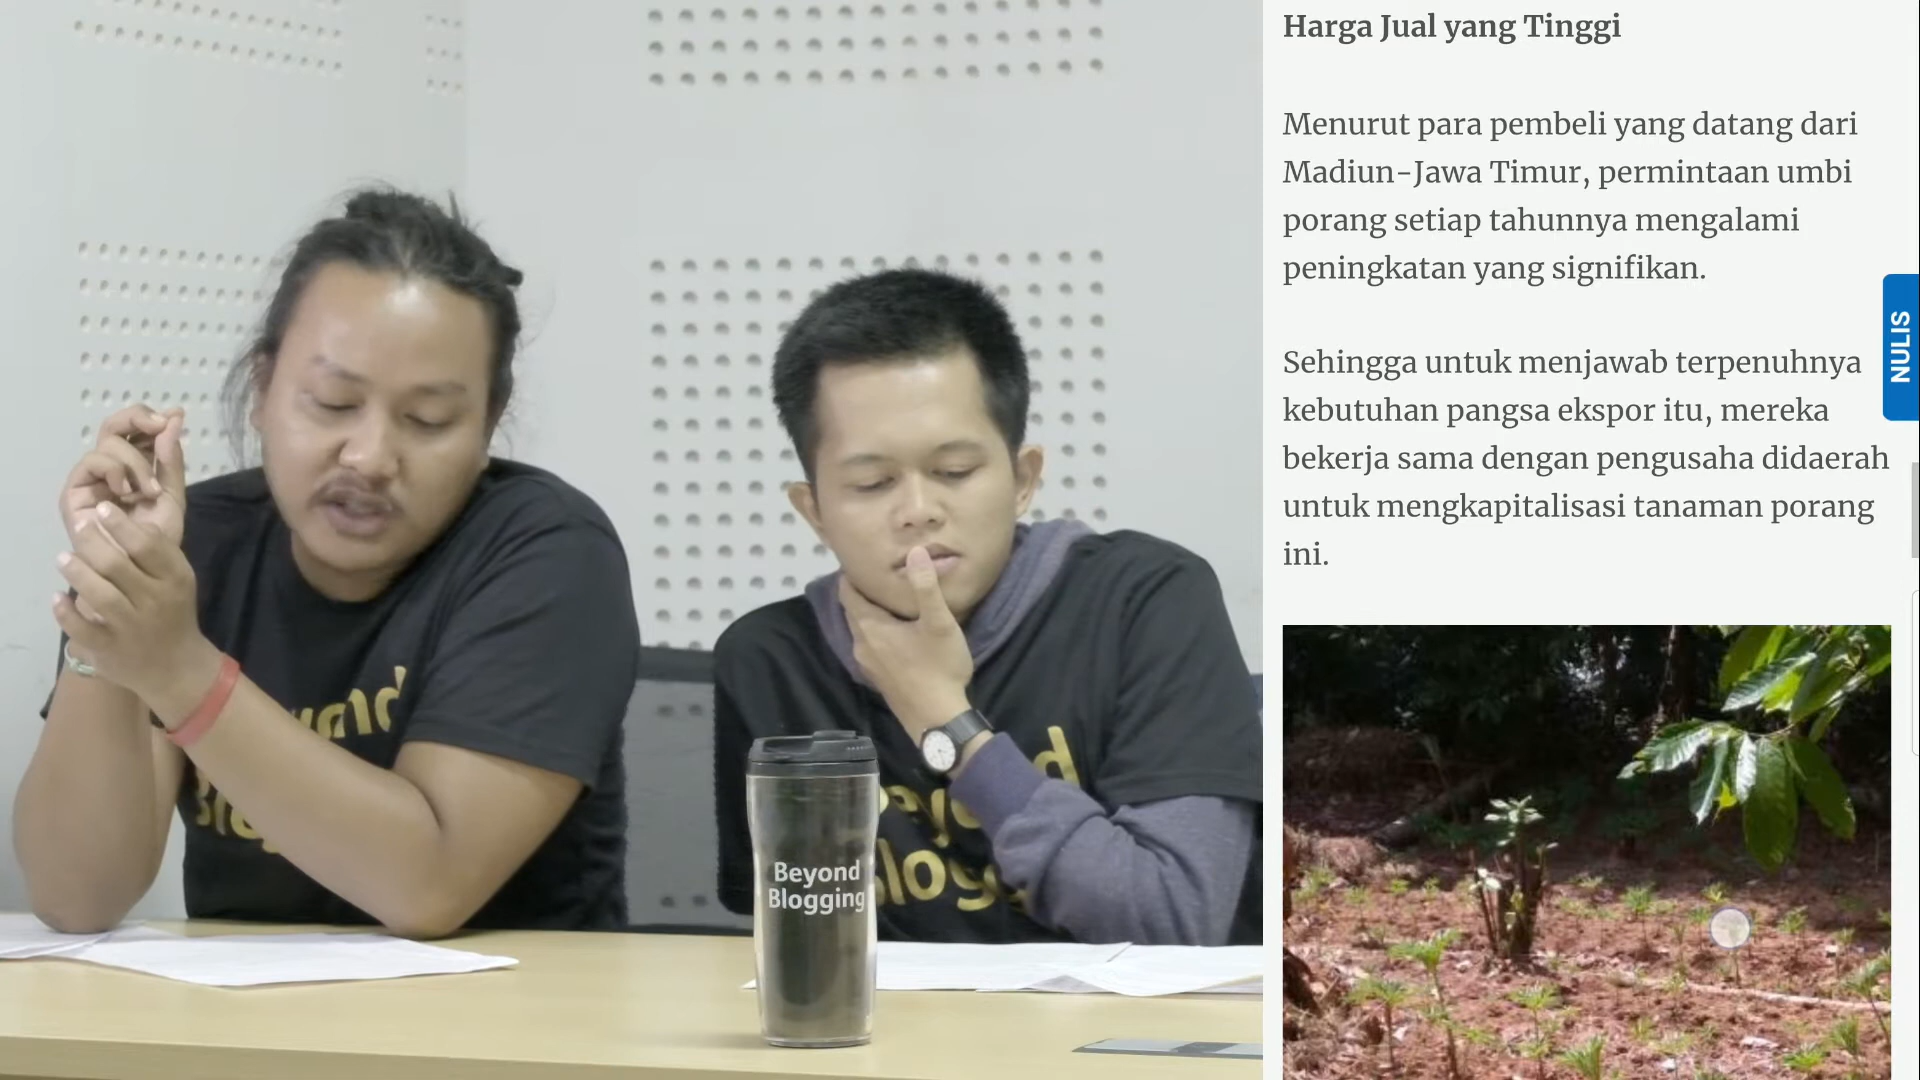 Harga Jual yang Tinggi
Menurut para pembeli yang datang dari
Madiun-Jawa Timur, permintaan umbi
porang setiap tahunnya mengalami
peningkatan yang signifikan.
Sehingga untuk menjawab terpenuhnya
kebutuhan pangsa ekspor itu, mereka
bekerja sama dengan pengusaha didaerah
untuk mengkapitalisasi tanaman porang
ini.
NULIS
Beyond
Blogging